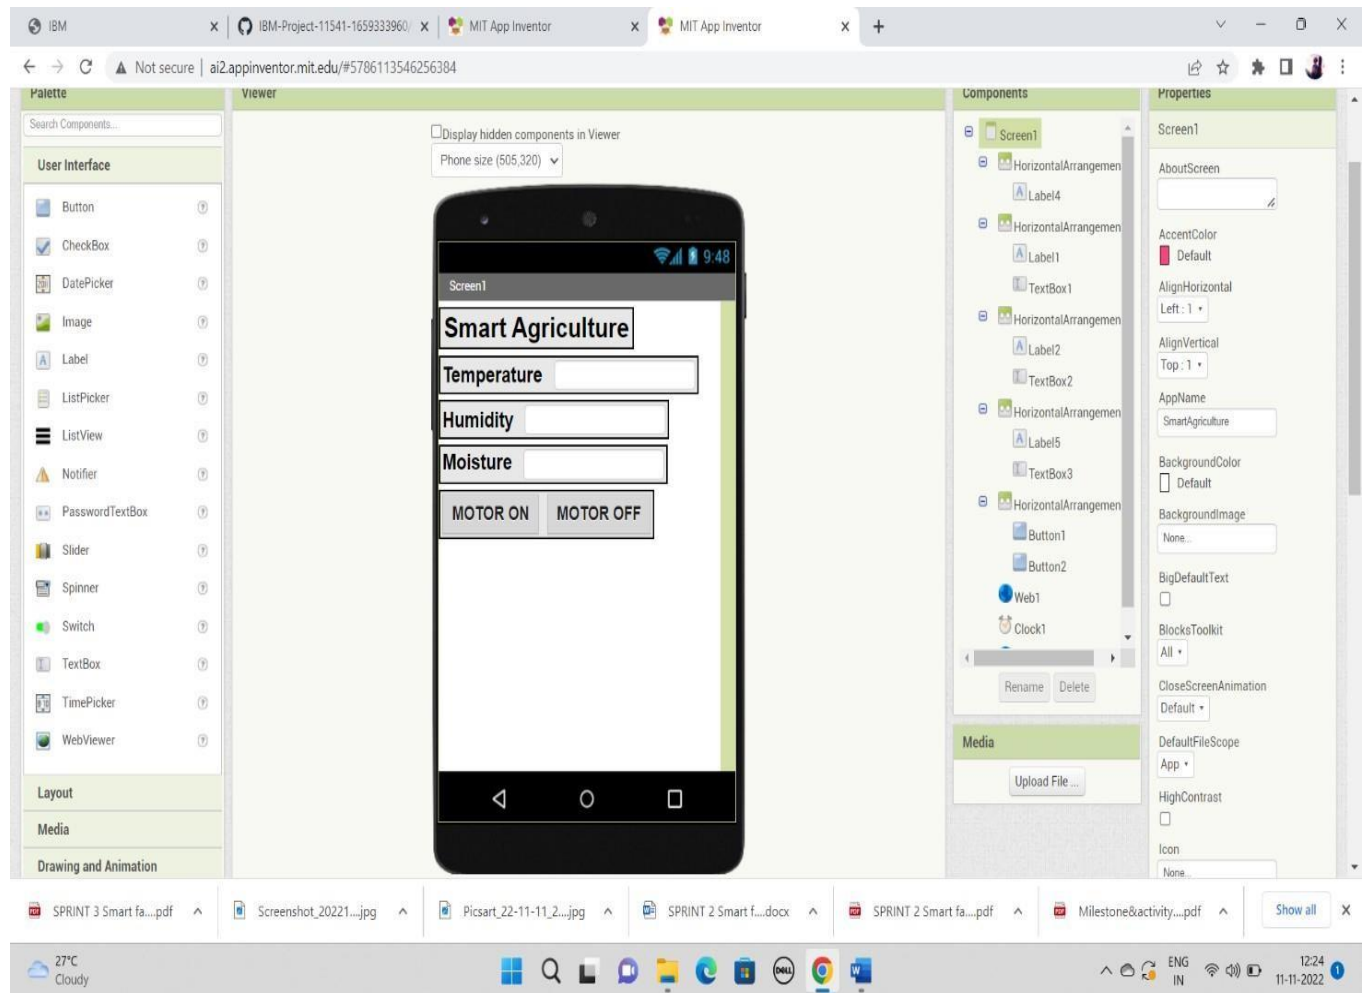 IBM
IBM-Project-11541-1659333960/
MIT App Inventor
MIT App Inventor
Not secure | ai2.appinventor.mit.edu/#5786113546256384
Palette
Search Components...
User Interface
Button
CheckBox
DatePicker
Image
Label
ListPicker
ListView
Notifier
PasswordTextBox
Slider
Spinner
Switch
TextBox
TimePicker
WebViewer
Layout
Media
Drawing and Animation
Viewer
Display hidden components in Viewer
Phone size (505,320)
9:48
Screen1
Smart Agriculture
Temperature
Humidity
Moisture
MOTOR ON MOTOR OFF
Components
Screen1
HorizontalArrangemen
Label4
HorizontalArrangemen
Label1
TextBox1
HorizontalArrangemen
Label2
TextBox2
HorizontalArrangemen
Label5
TextBox3
HorizontalArrangemen
Button1
Button2
Web1
Clock1
Rename Delete
Media
Upload File ...
Properties
Screen1
AboutScreen
AccentColor
Default
AlignHorizontal
Left : 1
AlignVertical
Top : 1
AppName
SmartAgriculture
BackgroundColor
Default
BackgroundImage
None...
BigDefaultText
BlocksToolkit
All
CloseScreenAnimation
Default
DefaultFileScope
App
HighContrast
Icon
None...
SPRINT 3 Smart fa....pdf
Screenshot_20221....jpg
Picsart_22-11-11_2....jpg
SPRINT 2 Smart f....docx
SPRINT 2 Smart fa....pdf
Milestone&activity....pdf
Show all
27°C
Cloudy
DELL
ENG
IN
12:24
11-11-2022
1